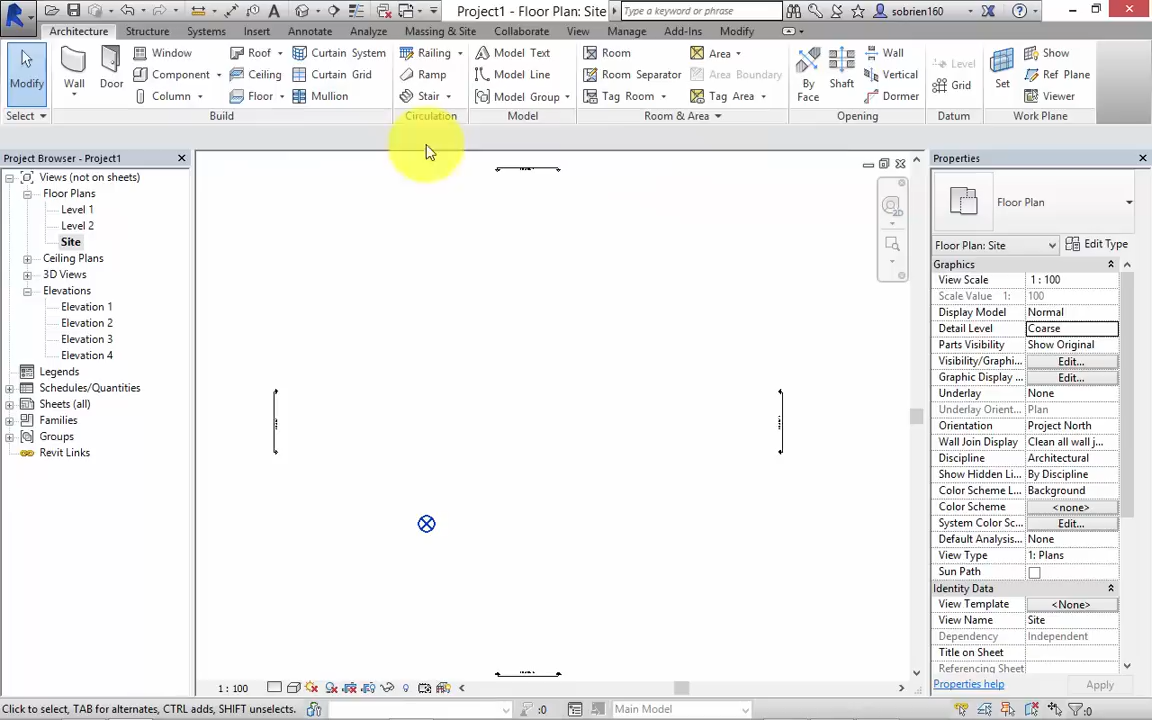 Project1 - Floor Plan: Site
Type a keyword or phrase
sobrien160
Architecture Structure Systems Insert Annotate Analyze Massing & Site Collaborate View Manage Add-Ins Modify
Modify
Select
Wall
Door
Window
Component
Column
Roof
Ceiling
Floor
Curtain System
Curtain Grid
Mullion
Build
Railing
Ramp
Stair
Circulation
Model Text
Model Line
Model Group
Model
Room
Room Separator
Tag Room
Area
Area Boundary
Tag Area
Room & Area
By Face
Shaft
Wall
Vertical
Dormer
Opening
Level
Grid
Datum
Set
Show
Ref Plane
Viewer
Work Plane
Project Browser - Project1
Views (not on sheets)
Floor Plans
Level 1
Level 2
Site
Ceiling Plans
3D Views
Elevations
Elevation 1
Elevation 2
Elevation 3
Elevation 4
Legends
Schedules/Quantities
Sheets (all)
Families
Groups
Revit Links
2D
Properties
Floor Plan
Floor Plan: Site Edit Type
Graphics
View Scale 1 : 100
Scale Value 1: 100
Display Model Normal
Detail Level Coarse
Parts Visibility Show Original
Visibility/Graphi... Edit...
Graphic Display ... Edit...
Underlay None
Underlay Orient... Plan
Orientation Project North
Wall Join Display Clean all wall j...
Discipline Architectural
Show Hidden Li... By Discipline
Color Scheme L... Background
Color Scheme <none>
System Color Sc... Edit...
Default Analysis... None
View Type 1: Plans
Sun Path
Identity Data
View Template <None>
View Name Site
Dependency Independent
Title on Sheet
Referencing Sheet
Properties help Apply
1 : 100
Click to select, TAB for alternates, CTRL adds, SHIFT unselects. :0 Main Model :0